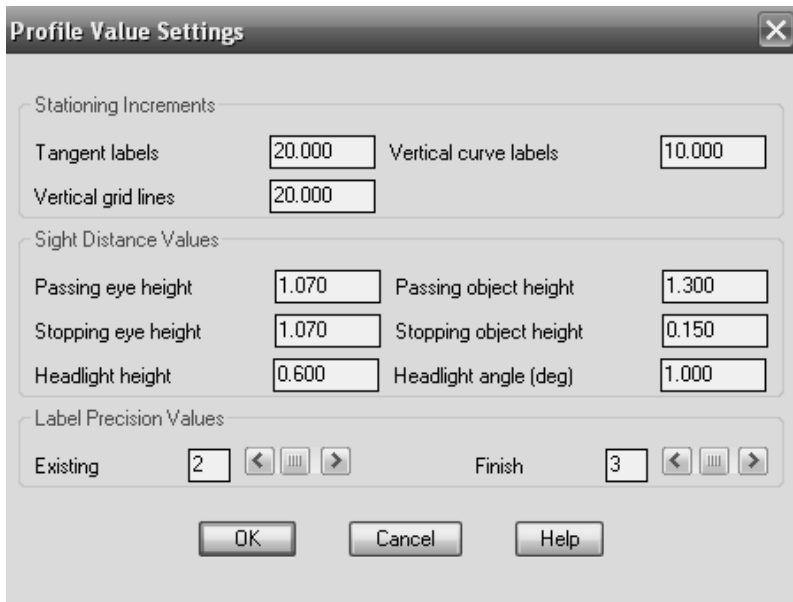 Profile Value Settings
Stationing Increments
Tangent labels 20.000 Vertical curve labels 10.000
Vertical grid lines 20.000
Sight Distance Values
Passing eye height 1.070 Passing object height 1.300
Stopping eye height 1.070 Stopping object height 0.150
Headlight height 0.600 Headlight angle (deg) 1.000
Label Precision Values
Existing 2 Finish 3
OK Cancel Help